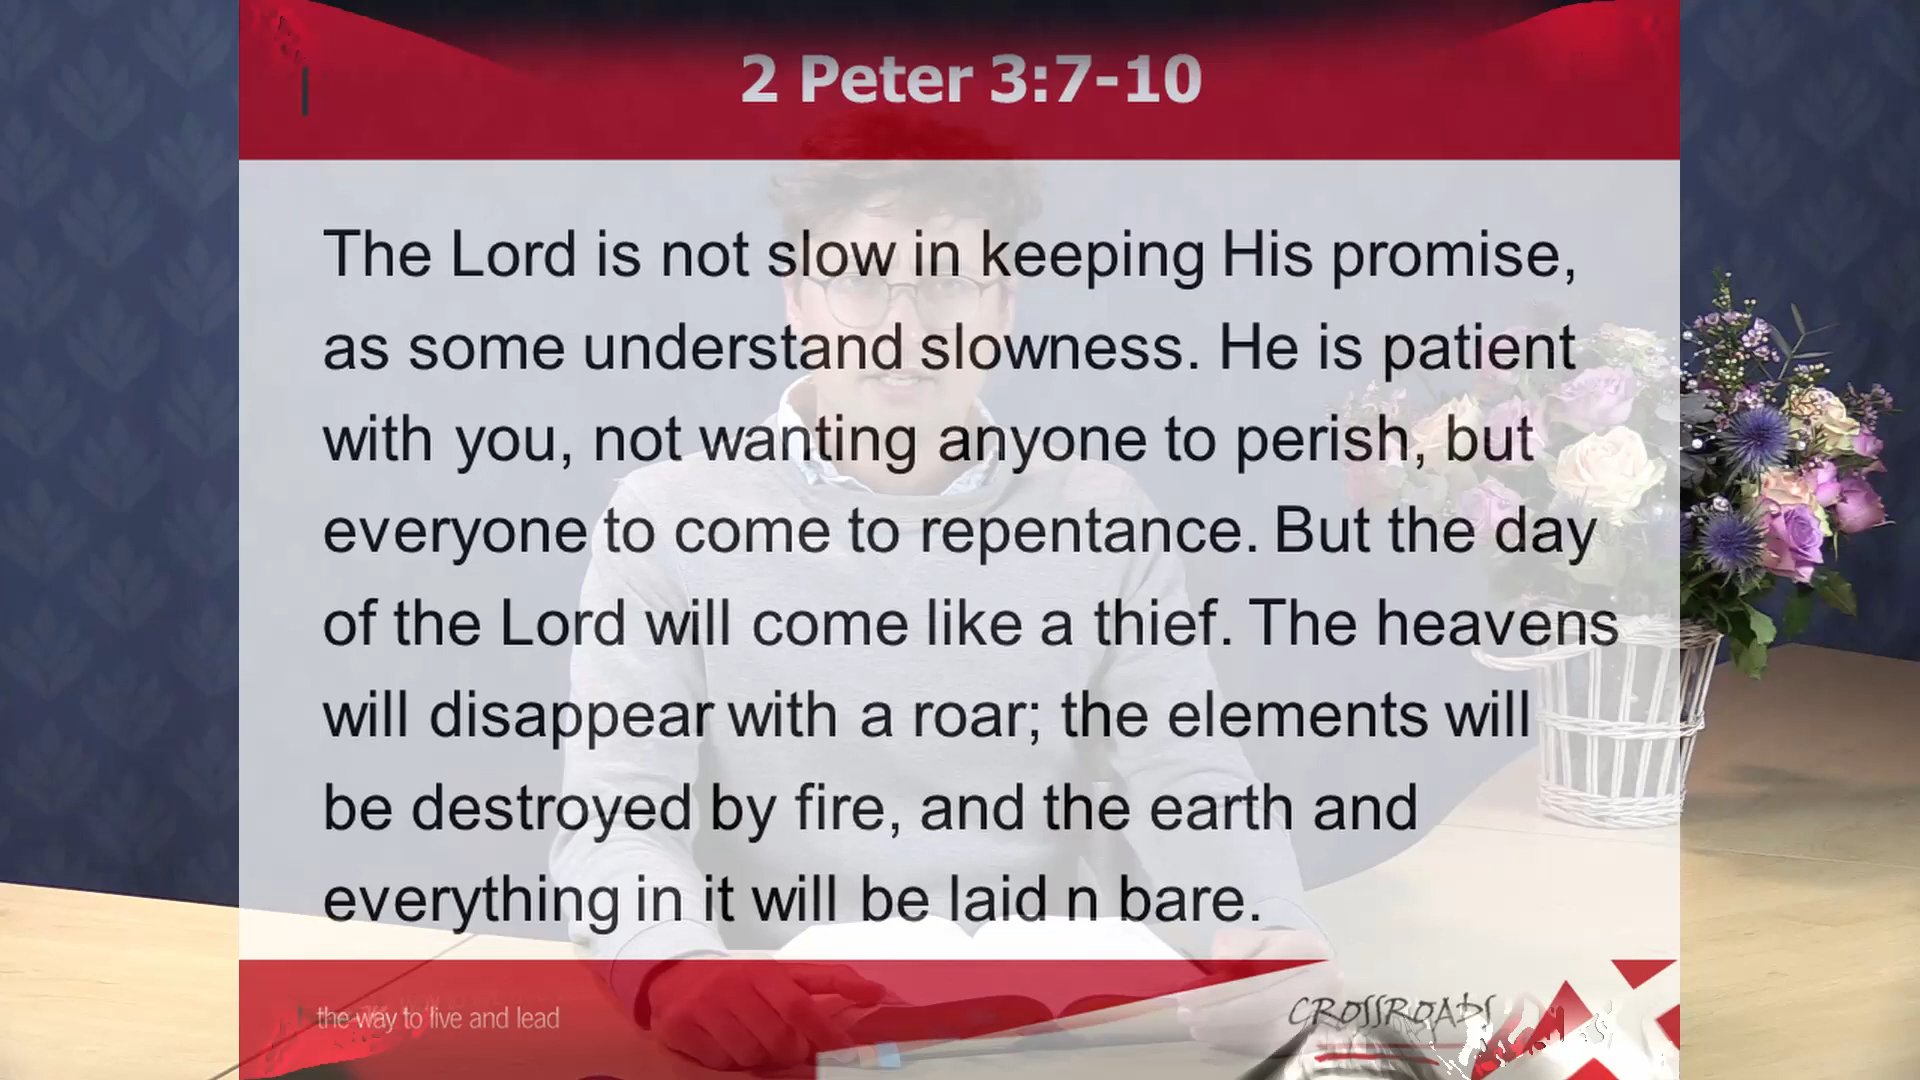 2 Peter 3:7-10
The Lord is not slow in keeping His promise,
as some understand slowness. He is patient
with you, not wanting anyone to perish, but
everyone to come to repentance. But the day
of the Lord will come like a thief. The heavens
will disappear with a roar; the elements will
be destroyed by fire, and the earth and
everything in it will be laid n bare.
the way to live and lead
CROSSROADS